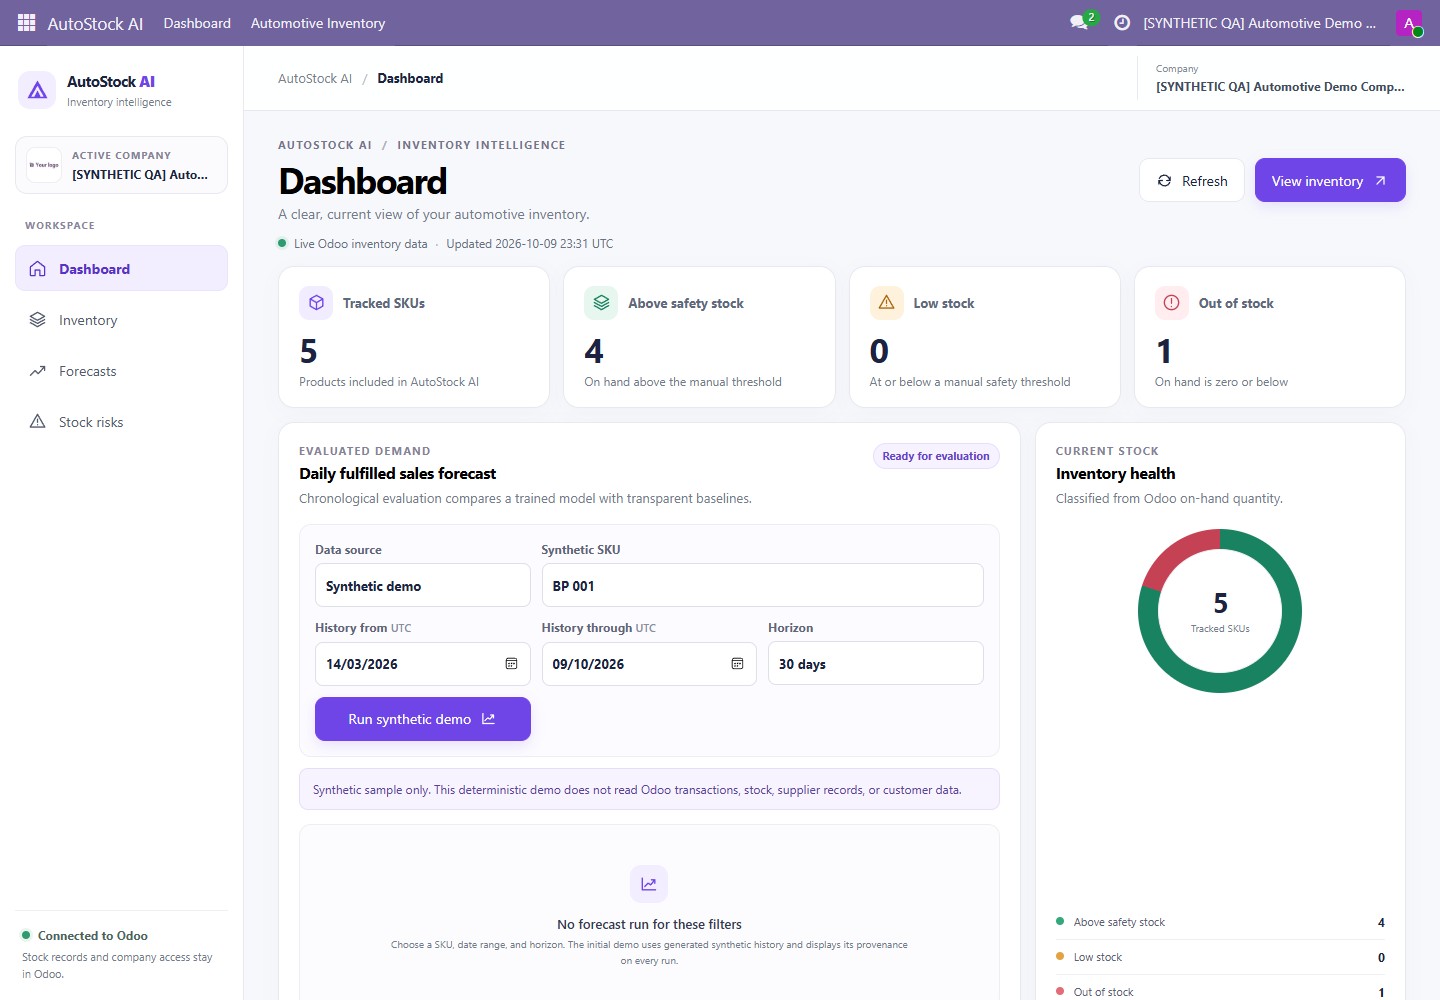 AutoStock AI
Dashboard
Automotive Inventory
2
[SYNTHETIC QA] Automotive Demo ...
A
AutoStock AI
Inventory intelligence
Your logo
ACTIVE COMPANY
[SYNTHETIC QA] Auto...
WORKSPACE
Dashboard
Inventory
Forecasts
Stock risks
Connected to Odoo
Stock records and company access stay
in Odoo.
AutoStock AI / Dashboard
Company
[SYNTHETIC QA] Automotive Demo Comp...
AUTOSTOCK AI / INVENTORY INTELLIGENCE
Dashboard
A clear, current view of your automotive inventory.
Live Odoo inventory data · Updated 2026-10-09 23:31 UTC
Refresh
View inventory
Tracked SKUs
5
Products included in AutoStock AI
Above safety stock
4
On hand above the manual threshold
Low stock
0
At or below a manual safety threshold
Out of stock
1
On hand is zero or below
EVALUATED DEMAND
Daily fulfilled sales forecast
Ready for evaluation
Chronological evaluation compares a trained model with transparent baselines.
Data source
Synthetic demo
Synthetic SKU
BP 001
History from UTC
14/03/2026
History through UTC
09/10/2026
Horizon
30 days
Run synthetic demo
Synthetic sample only. This deterministic demo does not read Odoo transactions, stock, supplier records, or customer data.
No forecast run for these filters
Choose a SKU, date range, and horizon. The initial demo uses generated synthetic history and displays its provenance
on every run.
CURRENT STOCK
Inventory health
Classified from Odoo on-hand quantity.
5
Tracked SKUs
Above safety stock 4
Low stock 0
Out of stock 1